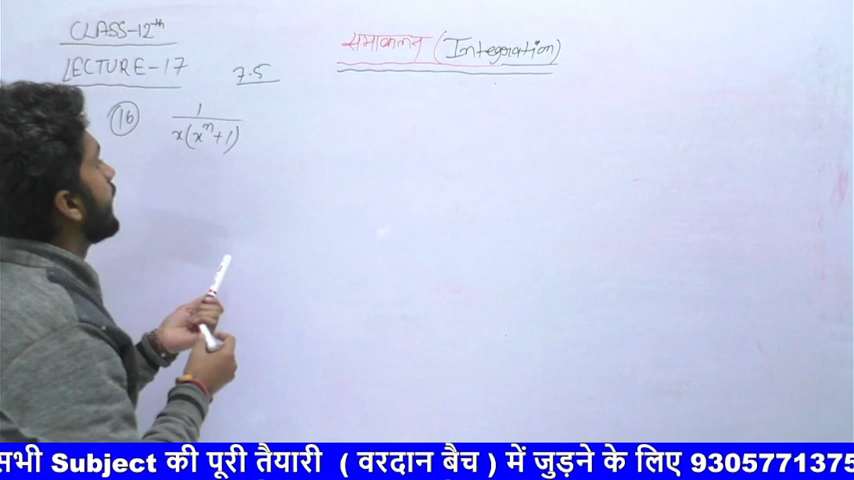 CLASS-12th
समाकलन (Integration)
LECTURE-17 7.5
16 1/x(x^n+1)
सभी Subject की पूरी तैयारी ( वरदान बैच ) में जुड़ने के लिए 9305771375